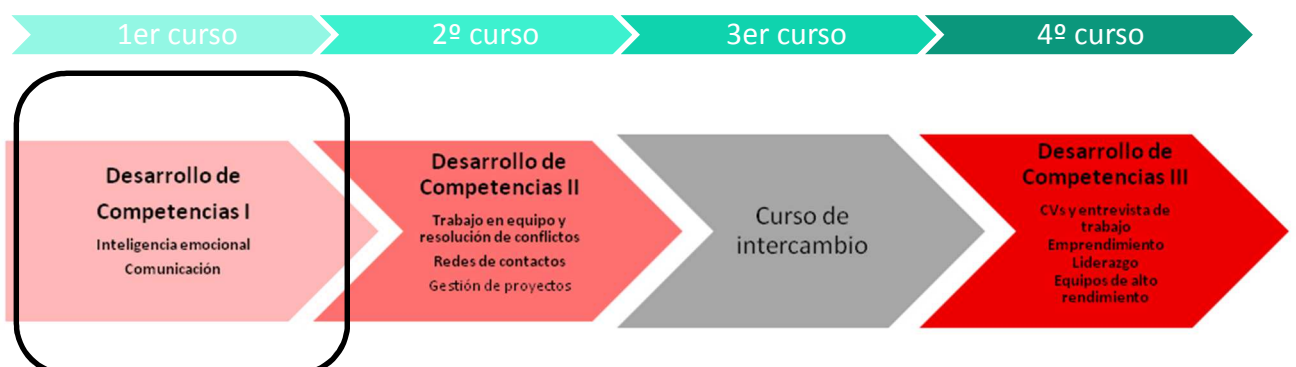 1er curso
2º curso
3er curso
4º curso
Desarrollo de
Competencias I
Inteligencia emocional
Comunicación
Desarrollo de
Competencias II
Trabajo en equipo y
resolución de conflictos
Redes de contactos
Gestión de proyectos
Curso de
intercambio
Desarrollo de
Competencias III
CVs y entrevista de
trabajo
Emprendimiento
Liderazgo
Equipos de alto
rendimiento